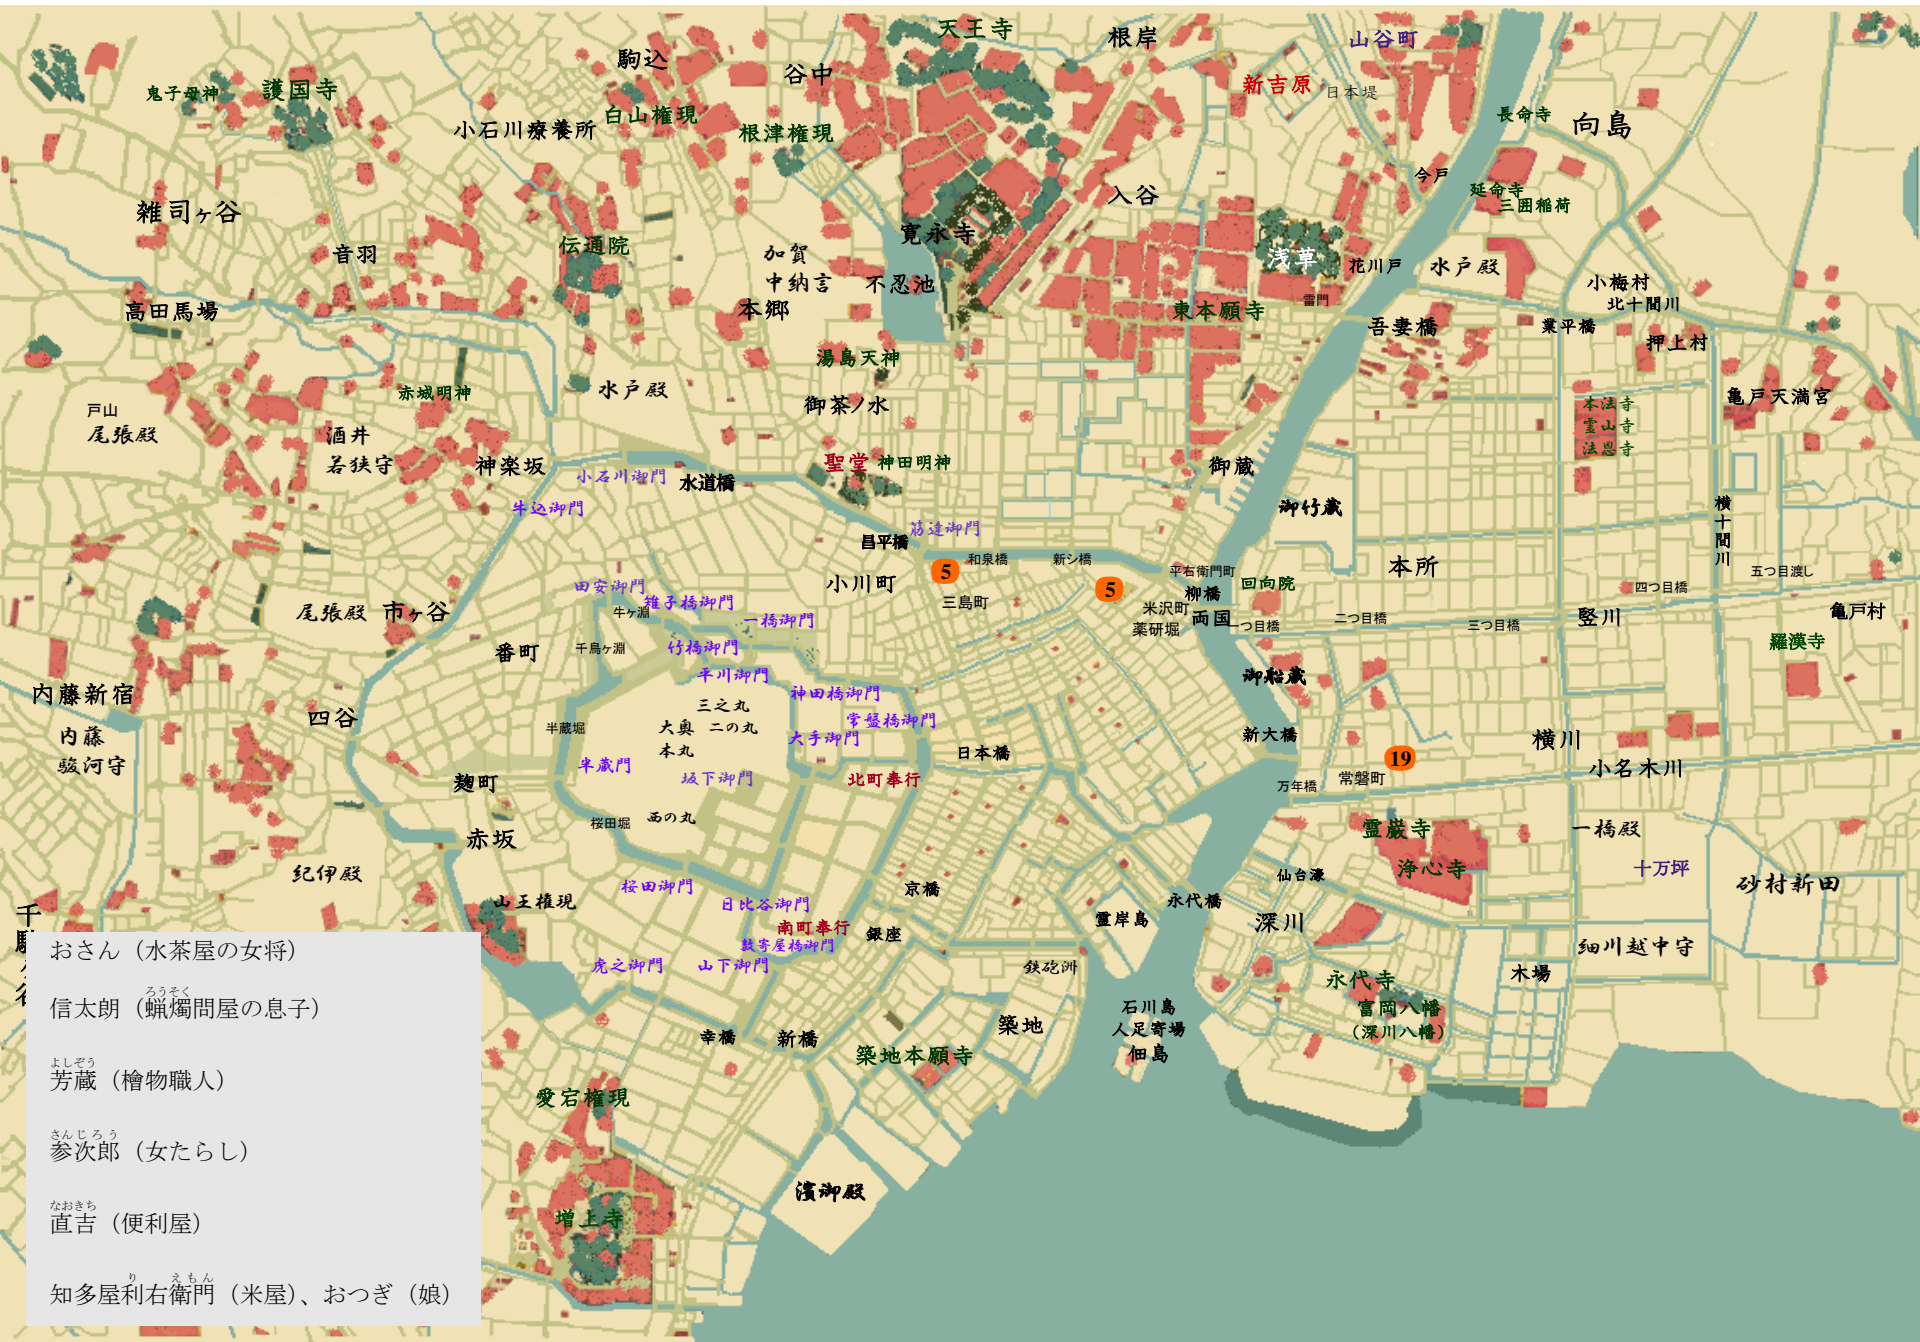 天王寺
根岸
山谷町
駒込
谷中
新吉原
日本堤
鬼子母神
護国寺
白山権現
根津権現
小石川療養所
長命寺
向島
今戸
延命寺
三囲稲荷
入谷
雑司ヶ谷
音羽
伝通院
加賀
中納言
本郷
寛永寺
不忍池
浅草
花川戸
水戸殿
雷門
東本願寺
吾妻橋
小梅村
北十間川
業平橋
押上村
高田馬場
湯島天神
水戸殿
赤城明神
御茶ノ水
戸山
尾張殿
酒井
若狭守
神楽坂
本法寺
霊山寺
法恩寺
亀戸天満宮
聖堂
神田明神
小石川御門
水道橋
牛込御門
御蔵
御竹蔵
横十間川
筋違御門
昌平橋
和泉橋
新シ橋
5
5
平右衛門町
柳橋
回向院
本所
五つ目渡し
四つ目橋
小川町
三島町
米沢町
薬研堀
両国
一つ目橋
二つ目橋
三つ目橋
竪川
亀戸村
羅漢寺
田安御門
牛ヶ淵
雉子橋御門
一橋御門
尾張殿
市ヶ谷
番町
千鳥ヶ淵
竹橋御門
平川御門
神田橋御門
常盤橋御門
大手御門
御船蔵
内藤新宿
内藤
駿河守
四谷
半蔵堀
三之丸
大奥
二の丸
本丸
半蔵門
坂下御門
北町奉行
日本橋
新大橋
横川
小名木川
19
万年橋
常磐町
麹町
桜田堀
西の丸
赤坂
霊巌寺
浄心寺
一橋殿
十万坪
砂村新田
紀伊殿
山王権現
桜田御門
日比谷御門
京橋
仙台濠
永代橋
霊岸島
深川
南町奉行
数寄屋橋御門
銀座
虎之御門
山下御門
鉄砲洲
細川越中守
木場
永代寺
富岡八幡
(深川八幡)
石川島
人足寄場
佃島
幸橋
新橋
築地
築地本願寺
愛宕権現
濱御殿
増上寺
おさん（水茶屋の女将）
ろうそく
信太朗（蝋燭問屋の息子）
よしぞう
芳蔵（檜物職人）
さんじろう
参次郎（女たらし）
なおきち
直吉（便利屋）
り えもん
知多屋利右衛門（米屋）、おつぎ（娘）